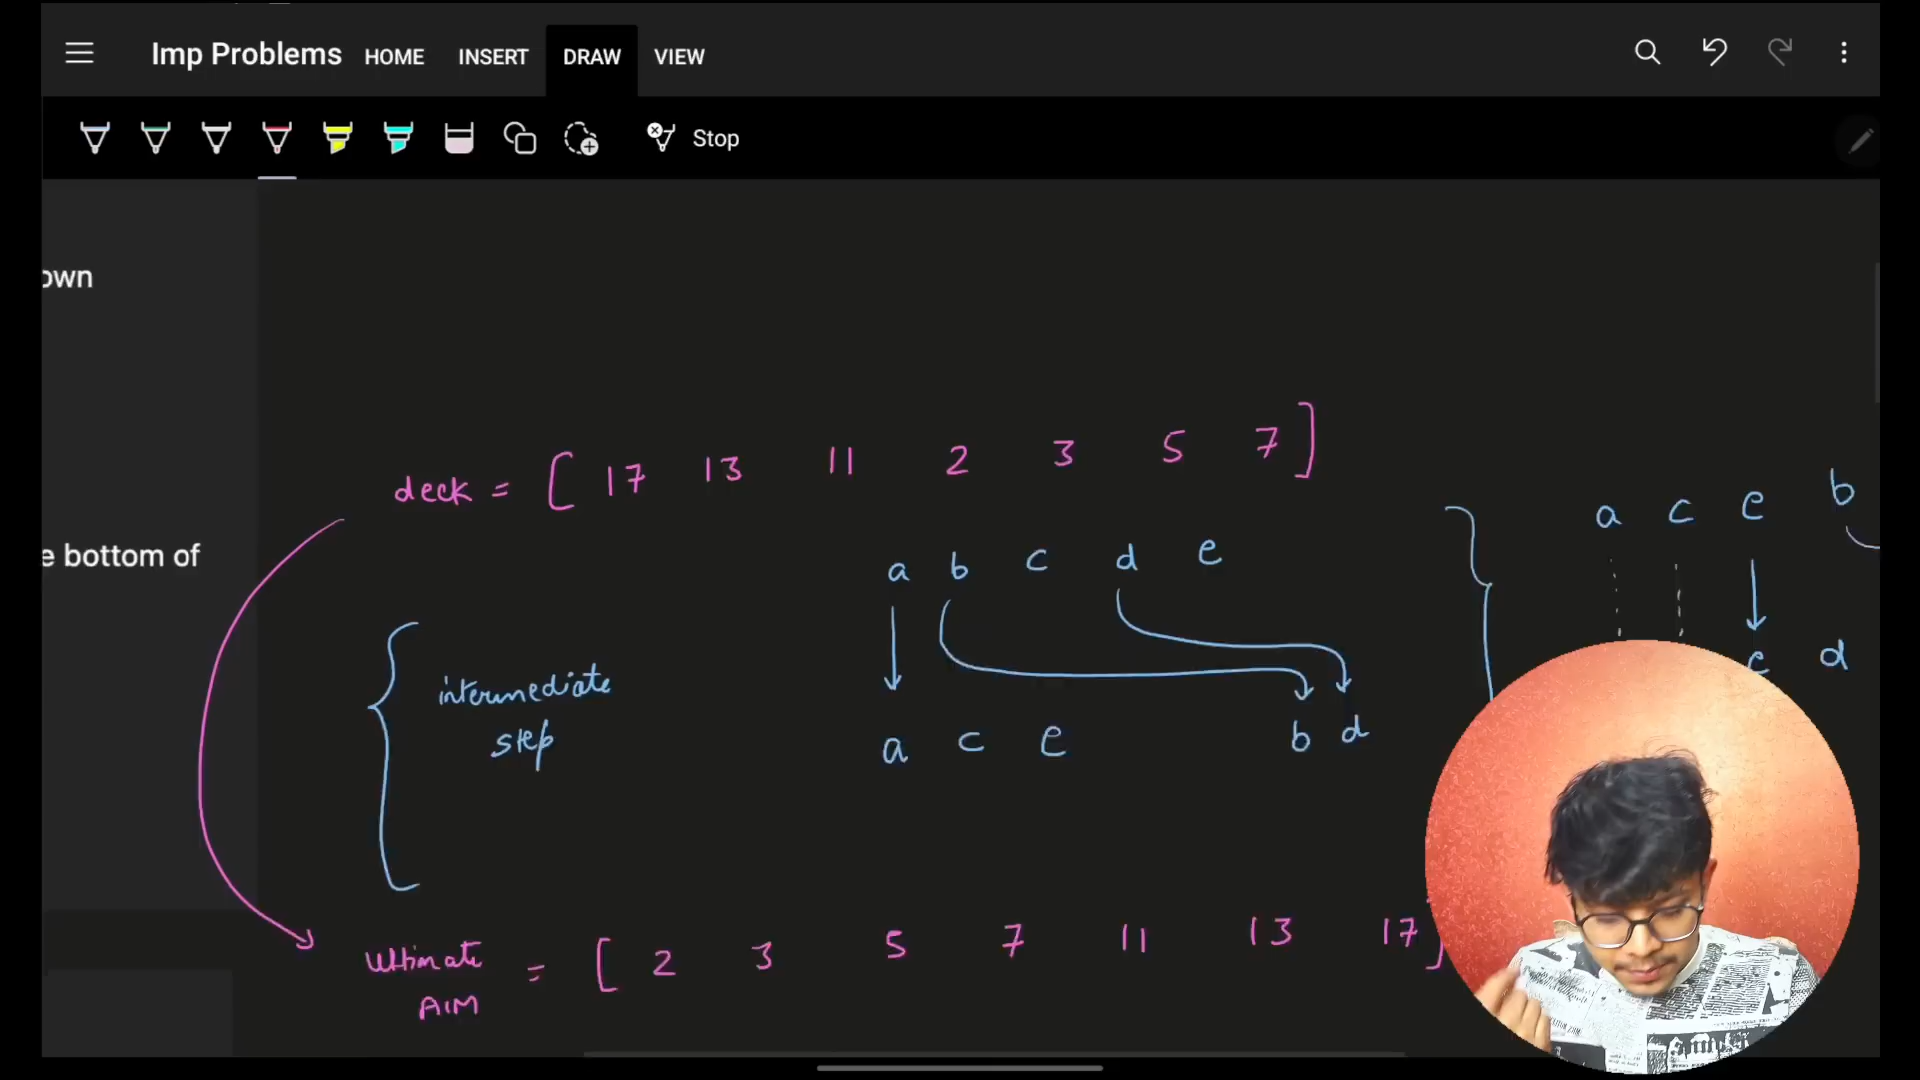 Imp Problems HOME INSERT DRAW VIEW
Stop
own
e bottom of
deck = [ 17 13 11 2 3 5 7 ]
a b c d e
a c e b
intermediate
step
a c e b d
d
Ultimate
AIM
= [ 2 3 5 7 11 13 17 ]